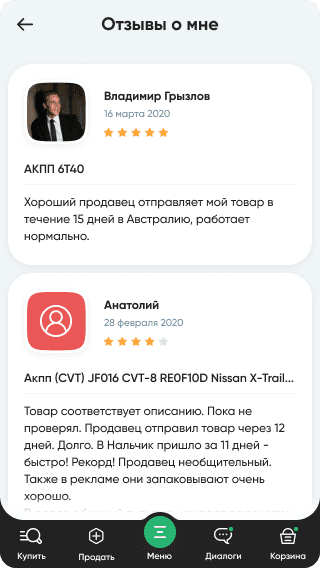 Отзывы о мне
Владимир Грызлов
16 марта 2020
АКПП 6Т40
Хороший продавец отправляет мой товар в
течение 15 дней в Австралию, работает
нормально.
Анатолий
28 февраля 2020
Акпп (CVT) JF016 CVT-8 RE0F10D Nissan X-Trail...
Товар соответствует описанию. Пока не
проверял. Продавец отправил товар через 12
дней. Долго. В Нальчик пришло за 11 дней -
быстро! Рекорд! Продавец необщительный.
Также в рекламе они запаковывают очень
хорошо.
Купить
Продать
Меню
Диалоги
Корзина